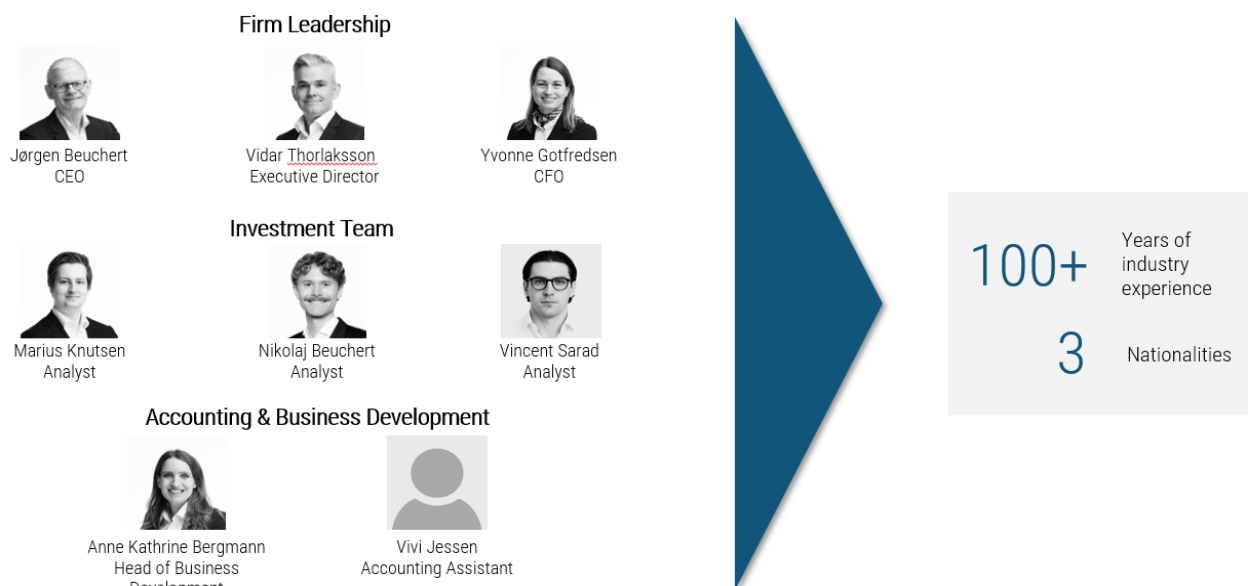 Firm Leadership
Jørgen Beuchert
CEO
Vidar Thorlaksson
Executive Director
Yvonne Gotfredsen
CFO
Investment Team
Marius Knutsen
Analyst
Nikolaj Beuchert
Analyst
Vincent Sarad
Analyst
Accounting & Business Development
Anne Kathrine Bergmann
Head of Business
Development
Vivi Jessen
Accounting Assistant
100+
Years of
industry
experience
3
Nationalities